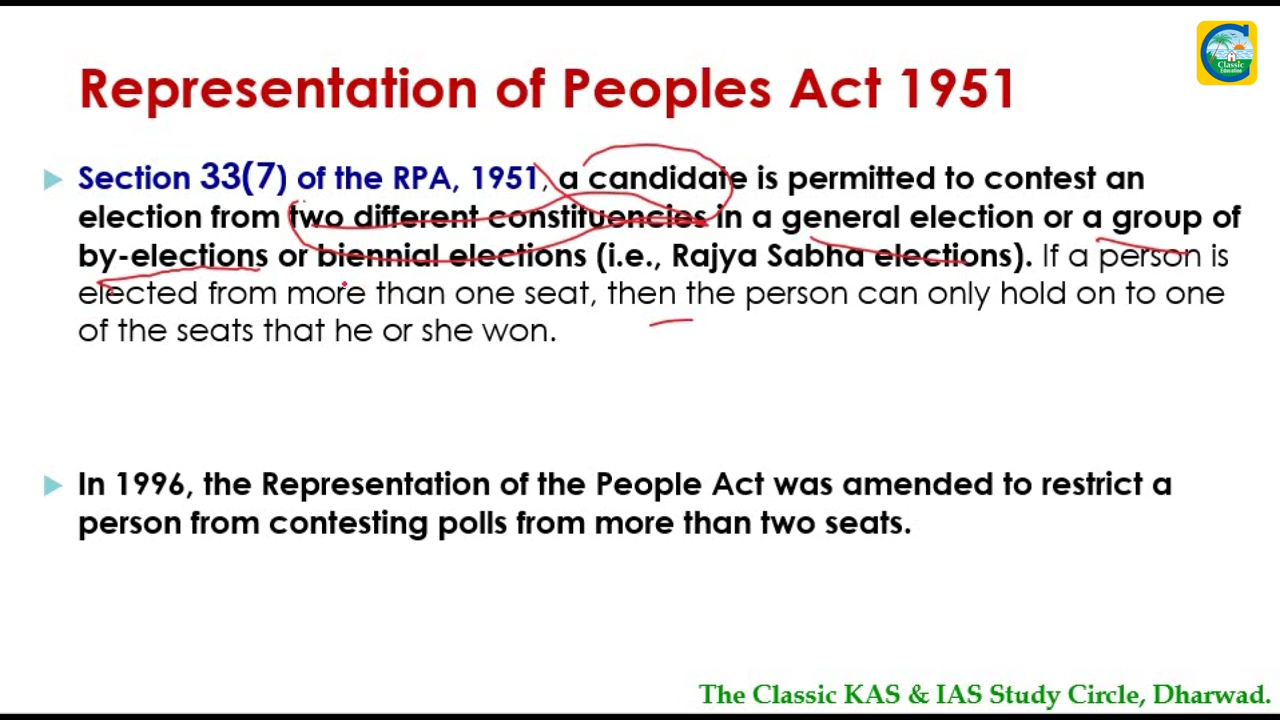 Classic
Education
Representation of Peoples Act 1951
Section 33(7) of the RPA, 1951, a candidate is permitted to contest an
election from two different constituencies in a general election or a group of
by-elections or biennial elections (i.e., Rajya Sabha elections). If a person is
elected from more than one seat, then the person can only hold on to one
of the seats that he or she won.
In 1996, the Representation of the People Act was amended to restrict a
person from contesting polls from more than two seats.
The Classic KAS & IAS Study Circle, Dharwad.